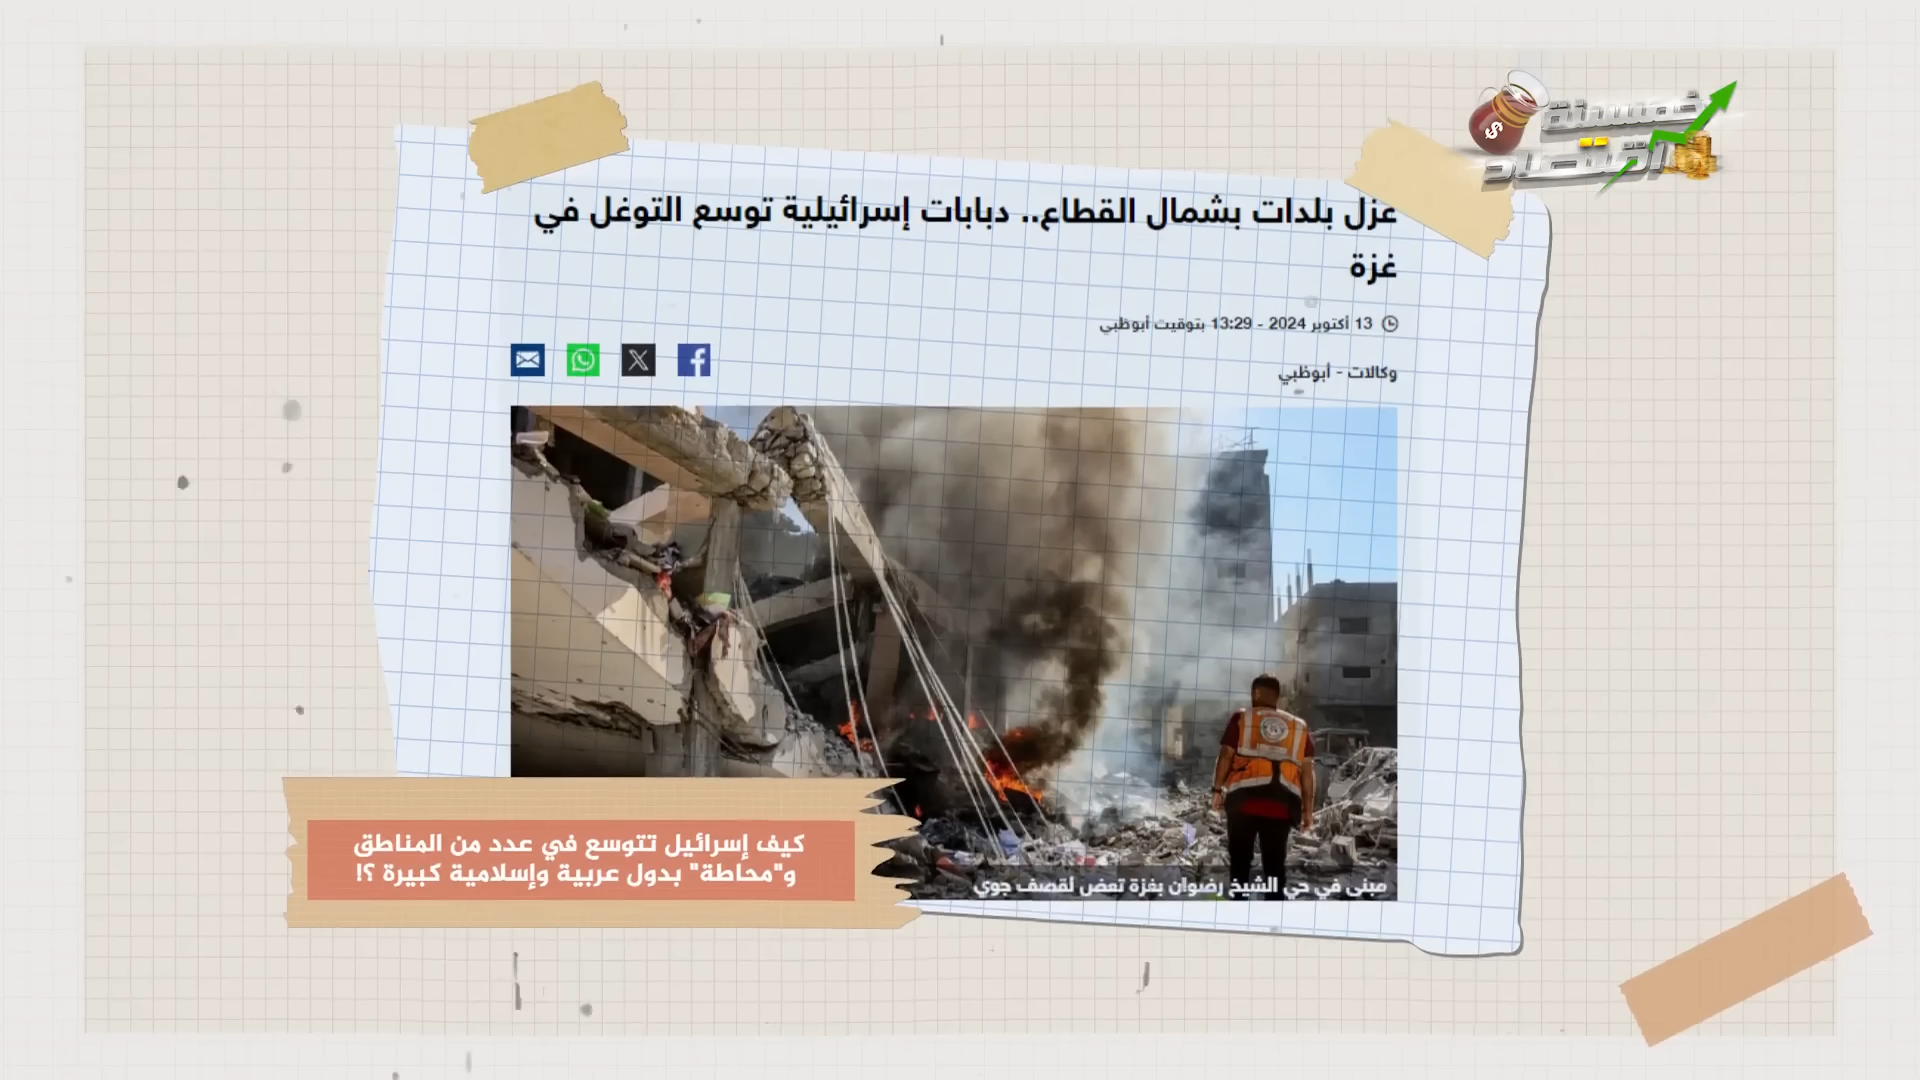 خمسينة
اقتصاد
عزل بلدات بشمال القطاع.. دبابات إسرائيلية توسع التوغل في
غزة
13 أكتوبر 2024 - 13:29 بتوقيت أبوظبي
وكالات - أبوظبي
مبنى في حي الشيخ رضوان بغزة تعض لقصف جوي
كيف إسرائيل تتوسع في عدد من المناطق
و"محاطة" بدول عربية وإسلامية كبيرة ؟!